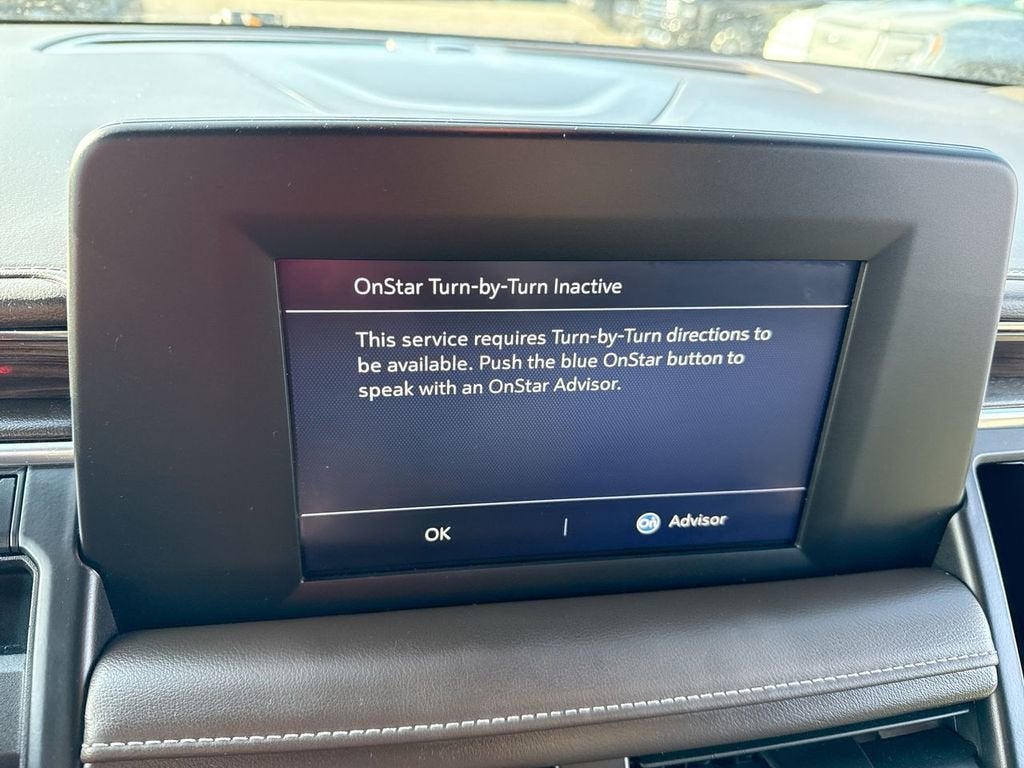 OnStar Turn-by-Turn Inactive
This service requires Turn-by-Turn directions to
be available. Push the blue OnStar button to
speak with an OnStar Advisor.
OK | On Advisor